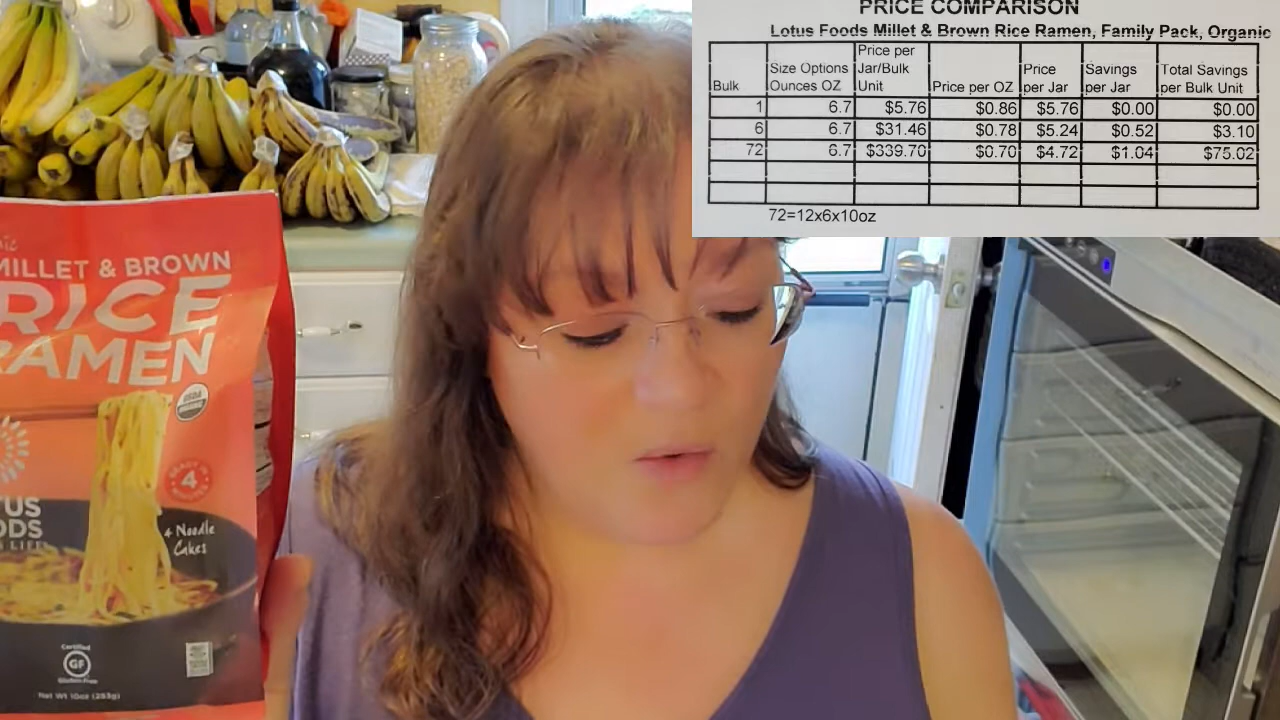 PRICE COMPARISON
Lotus Foods Millet & Brown Rice Ramen, Family Pack, Organic
Bulk Size Options Ounces OZ Price per Jar/Bulk Unit Price per OZ Price per Jar Savings per Jar Total Savings per Bulk Unit
1 6.7 $5.76 $0.86 $5.76 $0.00 $0.00
6 6.7 $31.46 $0.78 $5.24 $0.52 $3.10
72 6.7 $339.70 $0.70 $4.72 $1.04 $75.02
72=12x6x10oz
MILLET & BROWN
RICE
RAMEN
USDA
ORGANIC
4
4 Noodle
Cakes
Certified
GF
Gluten-Free
Net Wt 10oz (283g)